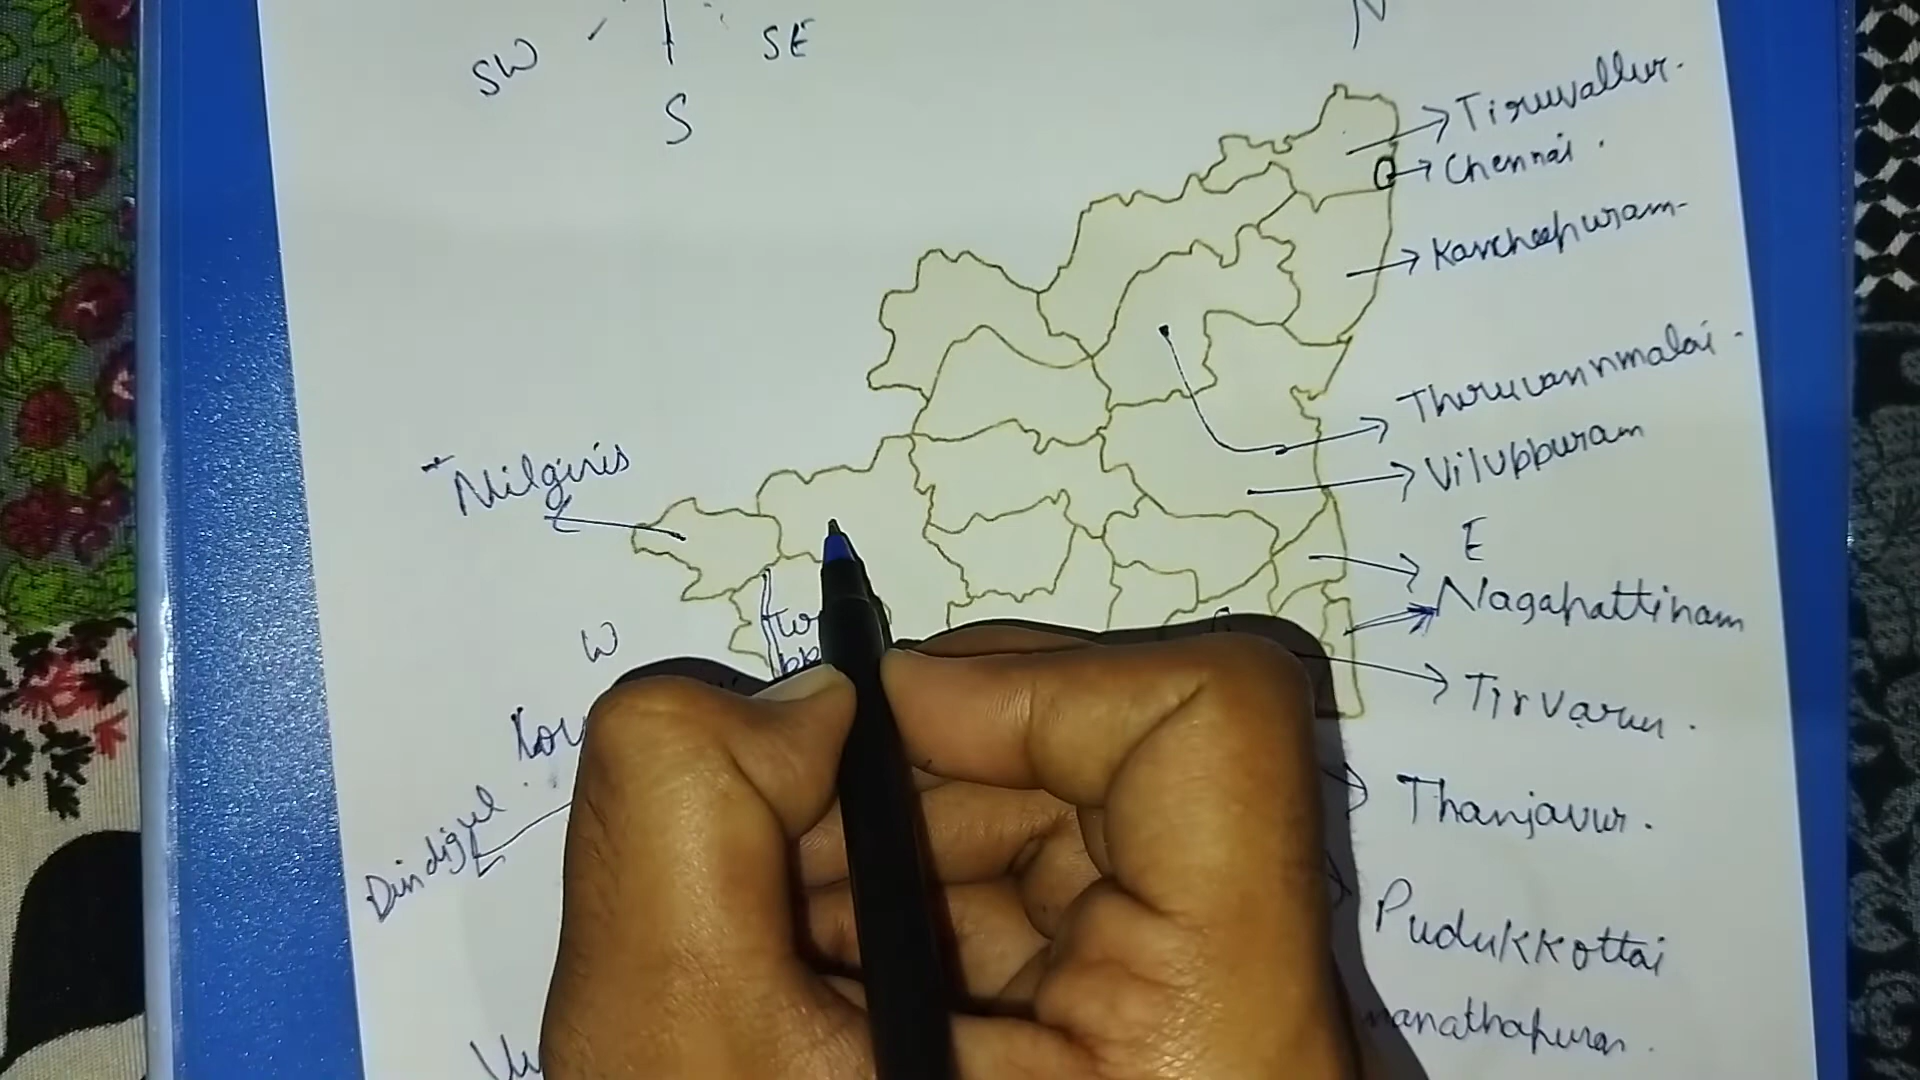 SW
SE
S
N
Tiruvallur.
Chennai.
Kancheepuram-
Thiruvannmalai.
Viluppuram
Nilgiris
E
Nagapattinam
W
Tirvarur.
Thanjavur.
Dindigul.
Pudukkottai